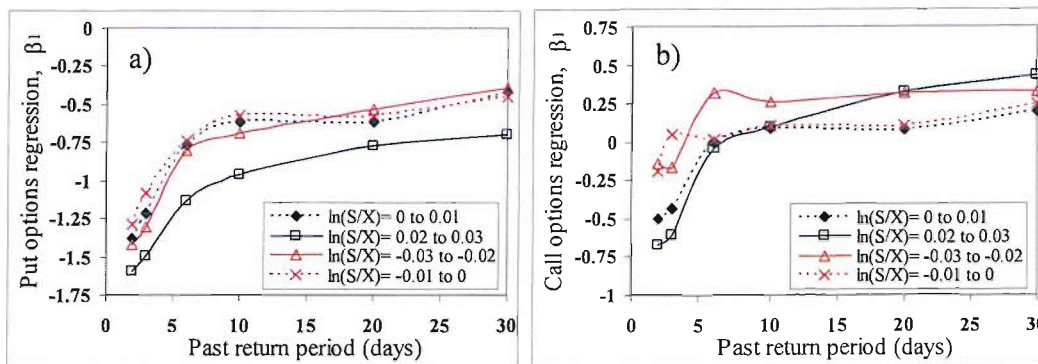 a)
Put options regression, β1
0
-0.25
-0.5
-0.75
-1
-1.25
-1.5
-1.75
0 5 10 15 20 25 30
Past return period (days)
ln(S/X)= 0 to 0.01
ln(S/X)= 0.02 to 0.03
ln(S/X)= -0.03 to -0.02
ln(S/X)= -0.01 to 0
b)
Call options regression, β1
0.75
0.5
0.25
0
-0.25
-0.5
-0.75
-1
0 5 10 15 20 25 30
Past return period (days)
ln(S/X)= 0 to 0.01
ln(S/X)= 0.02 to 0.03
ln(S/X)= -0.03 to -0.02
ln(S/X)= -0.01 to 0